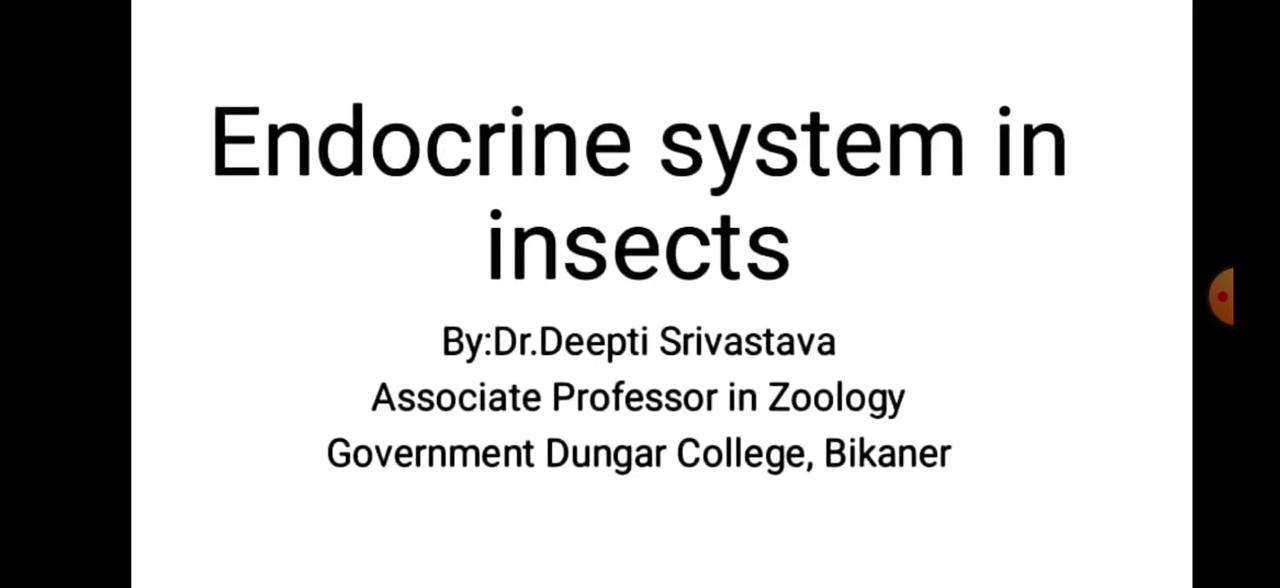 Endocrine system in
insects
By:Dr.Deepti Srivastava
Associate Professor in Zoology
Government Dungar College, Bikaner